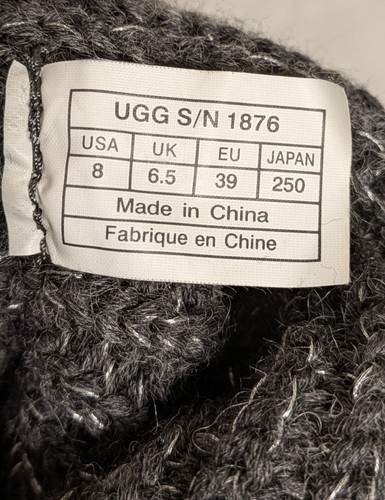 UGG S/N 1876
USA UK EU JAPAN
8 6.5 39 250
Made in China
Fabrique en Chine